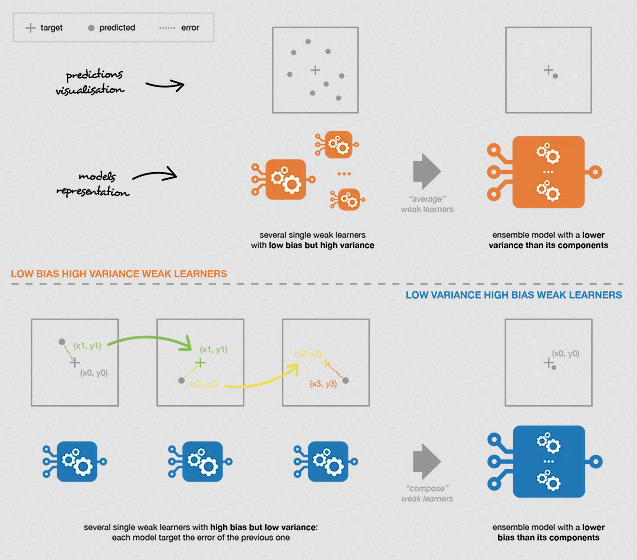 target predicted error
predictions
visualisation
models
representation
several single weak learners
with low bias but high variance
"average"
weak learners
ensemble model with a lower
variance than its components
LOW BIAS HIGH VARIANCE WEAK LEARNERS
LOW VARIANCE HIGH BIAS WEAK LEARNERS
(x1, y1)
(x0, y0)
(x1, y1)
(x2, y2)
(x2, y2)
(x3, y3)
(x0, y0)
"compose"
weak learners
several single weak learners with high bias but low variance:
each model target the error of the previous one
ensemble model with a lower
bias than its components